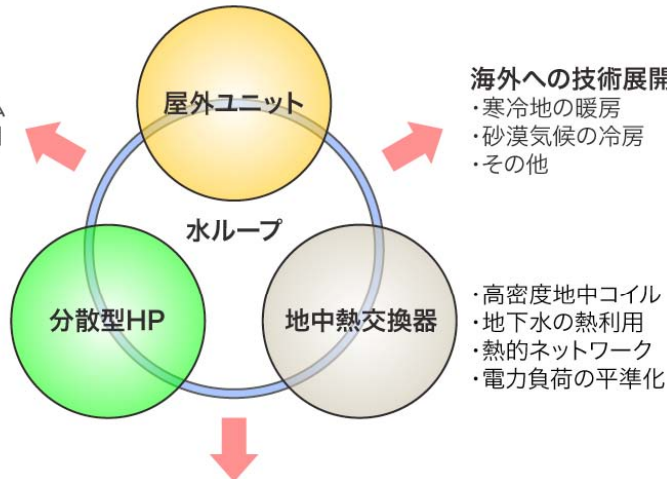 屋外ユニット
海外への技術展開
・寒冷地の暖房
・砂漠気候の冷房
・その他
水ループ
分散型HP
地中熱交換器
・高密度地中コイル
・地下水の熱利用
・熱的ネットワーク
・電力負荷の平準化